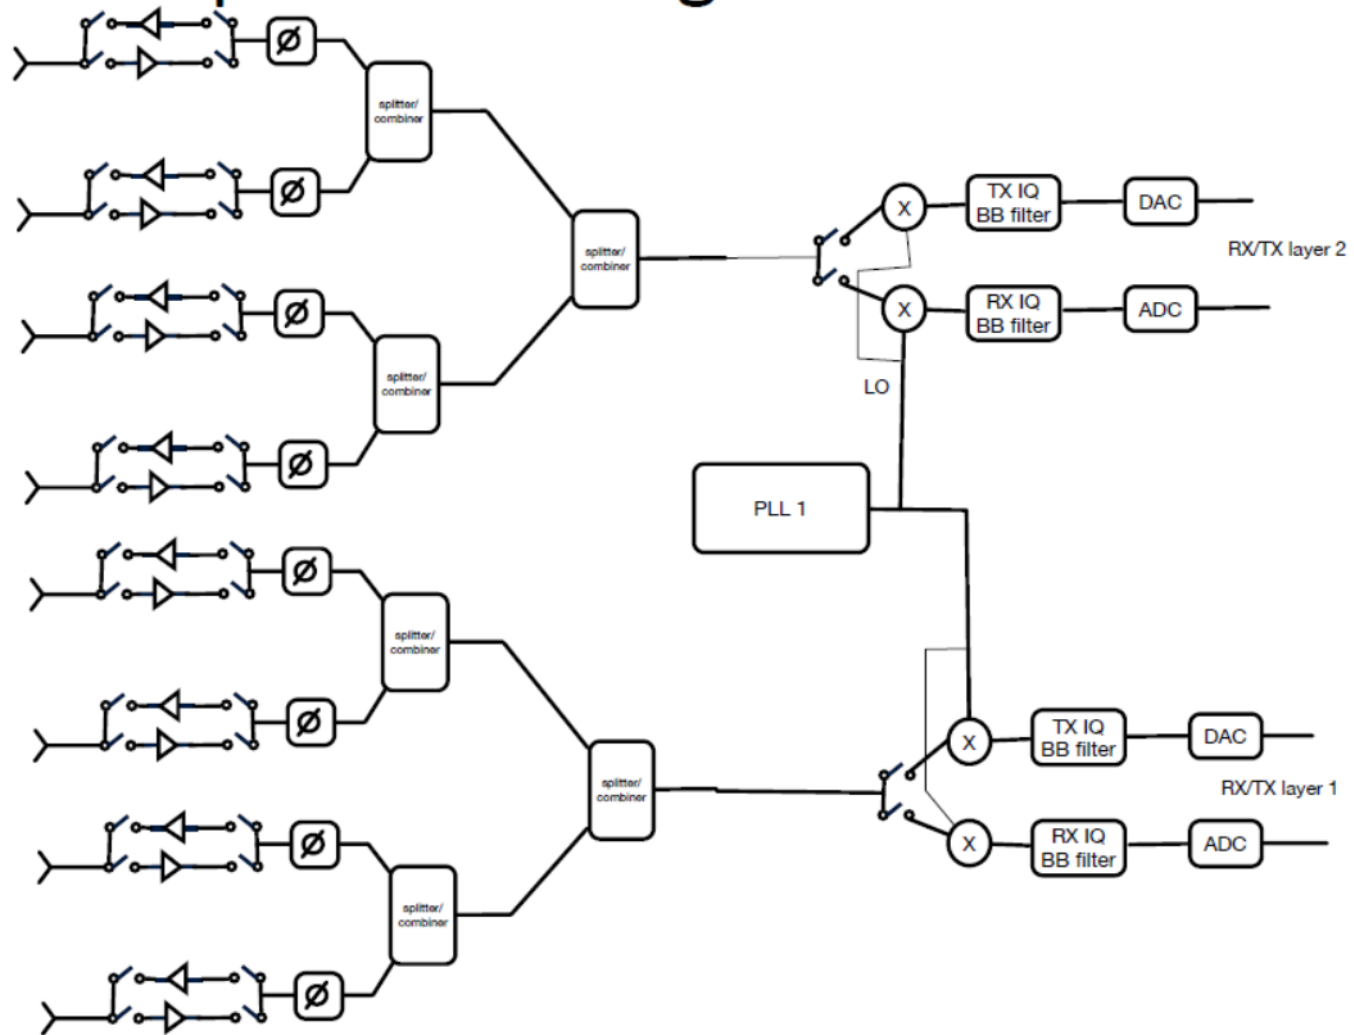 Ø
splitter/
combiner
Ø
splitter/
combiner
X
TX IQ
BB filter
DAC
RX/TX layer 2
Ø
X
RX IQ
BB filter
ADC
splitter/
combiner
LO
Ø
PLL 1
Ø
splitter/
combiner
Ø
X
TX IQ
BB filter
DAC
splitter/
combiner
RX/TX layer 1
Ø
X
RX IQ
BB filter
ADC
splitter/
combiner
Ø